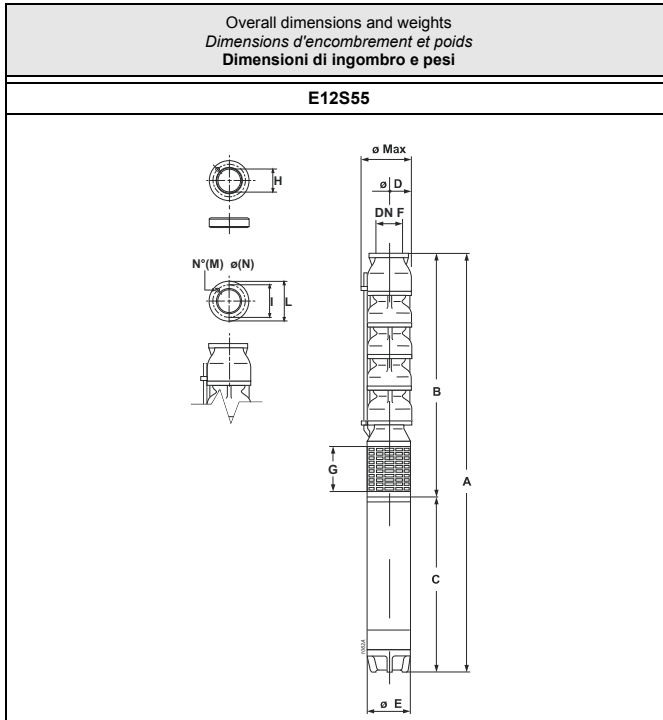 Overall dimensions and weights
Dimensions d'encombrement et poids
Dimensioni di ingombro e pesi
E12S55
ø Max
ø D
DN F
H
N°(M) ø(N)
I L
B
G
A
C
ø E